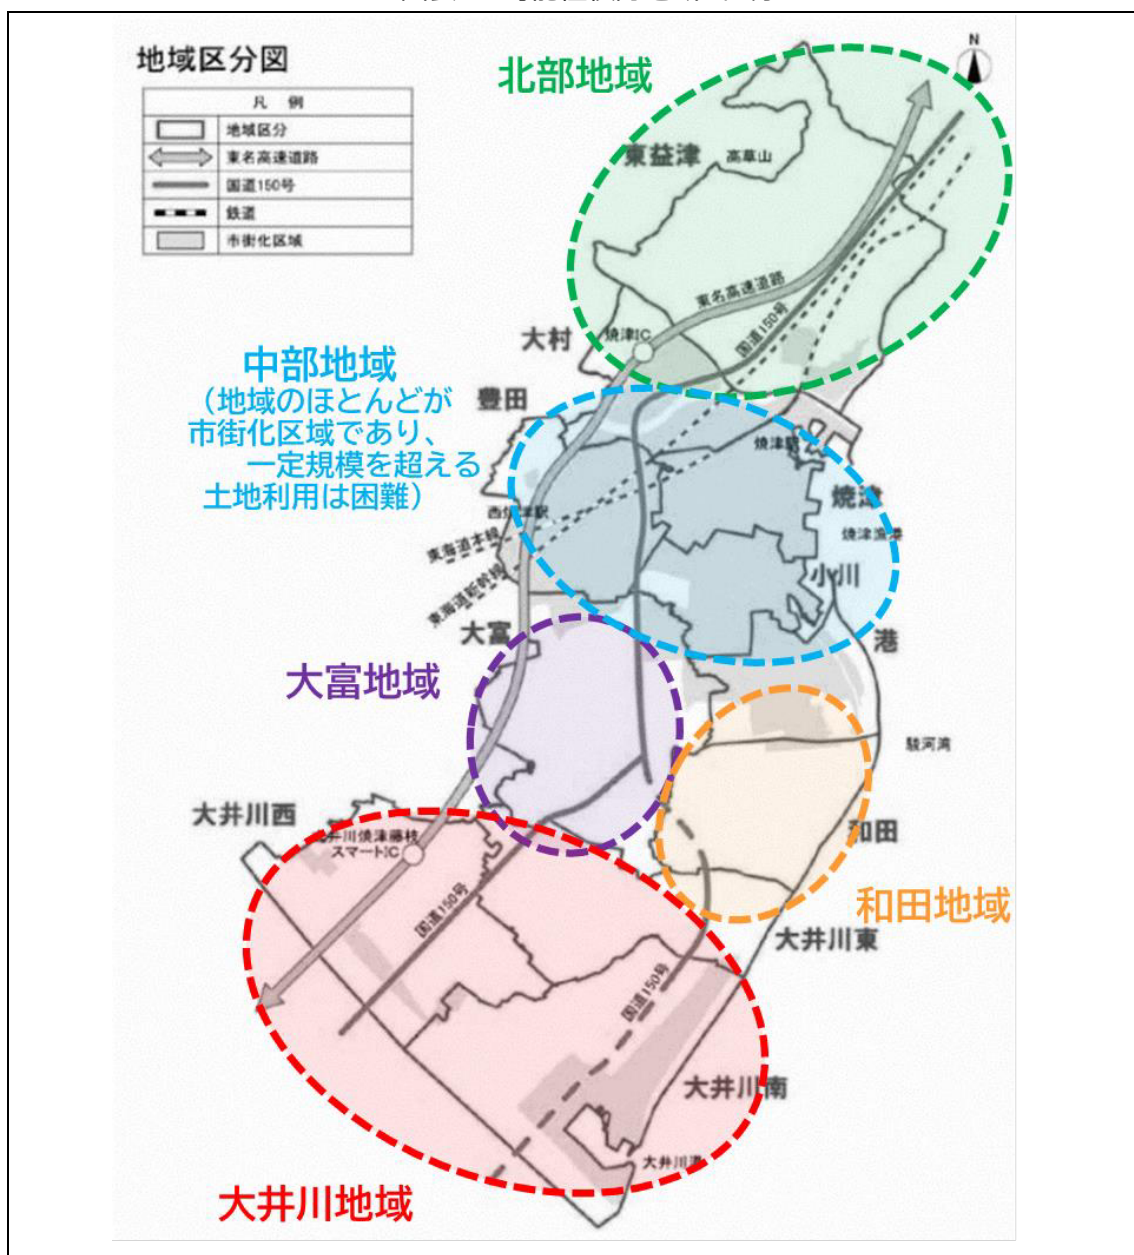 地域区分図
凡 例
地域区分
東名高速道路
国道150号
鉄道
市街化区域
N
北部地域
東益津
高草山
東名高速道路
国道150号
焼津IC
大村
中部地域
（地域のほとんどが
市街化区域であり、
一定規模を超える
土地利用は困難）
豊田
焼津駅
焼津
焼津漁港
西焼津駅
東海道本線
東海道新幹線
小川
大富
港
大富地域
駿河湾
大井川西
大井川焼津藤枝
スマートIC
和田
和田地域
国道150号
大井川東
国道150号
大井川南
大井川港
大井川地域